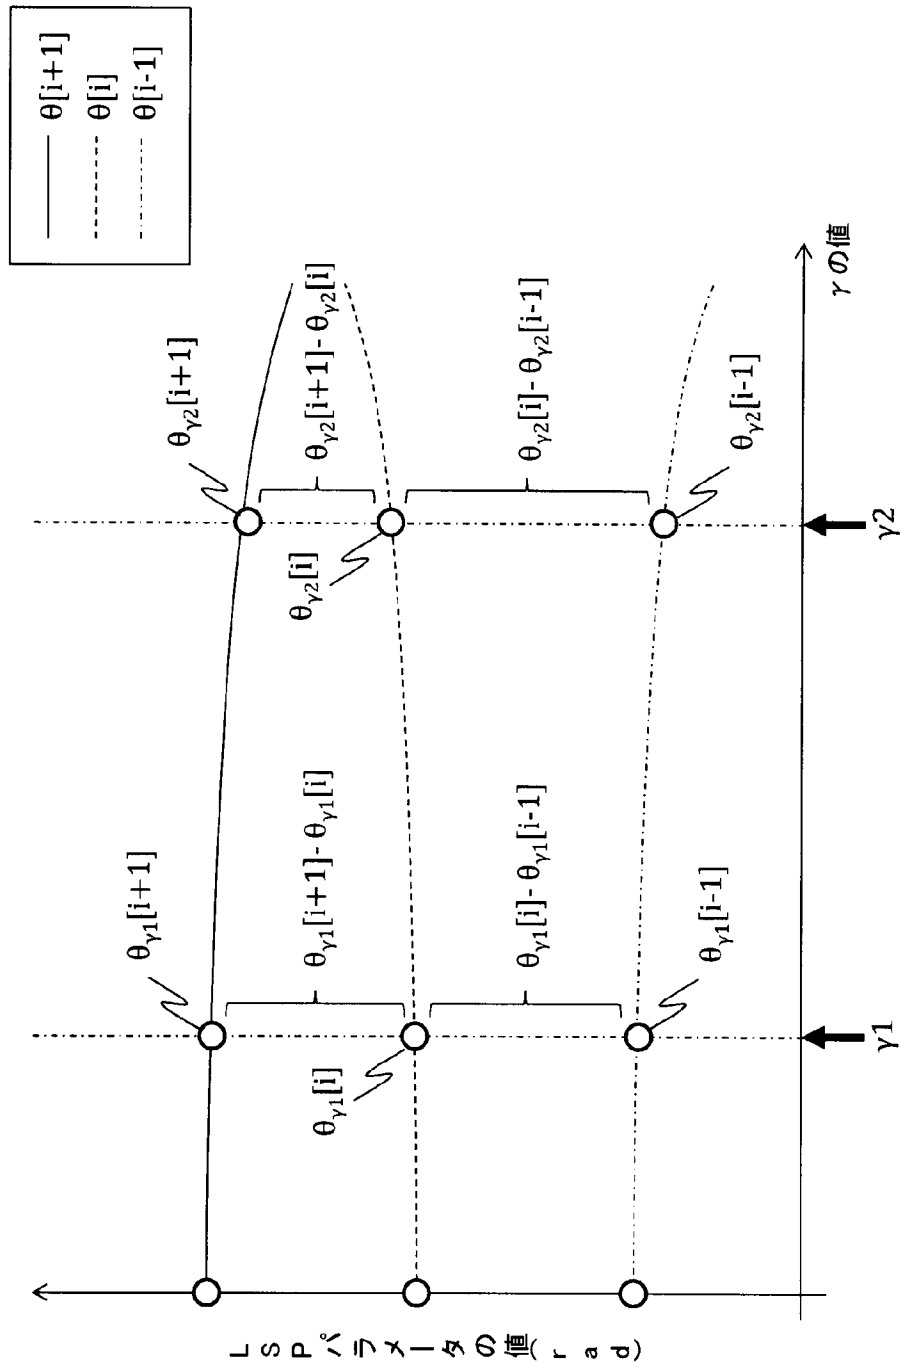 θ[i+1]
θ[i]
θ[i-1]
LSPパラメータの値(rad)
θγ1[i+1]
θγ2[i+1]
θγ1[i+1]-θγ1[i]
θγ2[i+1]-θγ2[i]
θγ1[i]
θγ2[i]
θγ1[i]-θγ1[i-1]
θγ2[i]-θγ2[i-1]
θγ1[i-1]
θγ2[i-1]
γの値
γ1
γ2